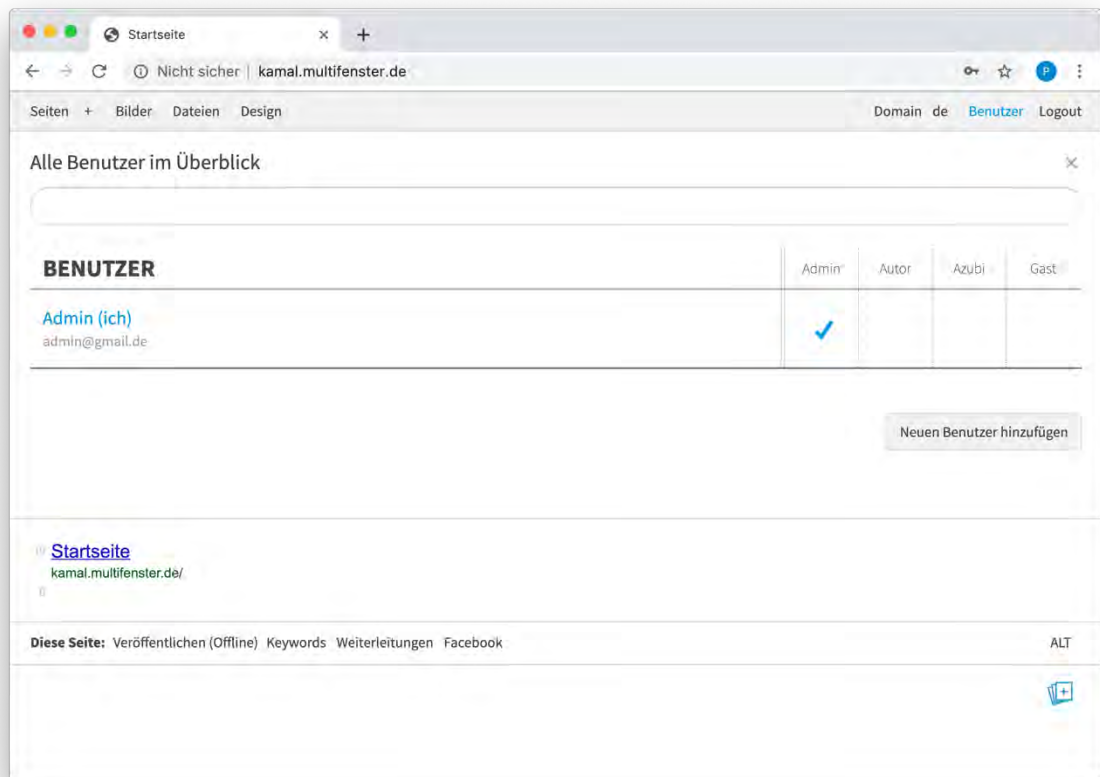 Startseite
Nicht sicher | kamal.multifenster.de
P
Seiten + Bilder Dateien Design Domain de Benutzer Logout
Alle Benutzer im Überblick
BENUTZER Admin Autor Azubi Gast
Admin (ich)
admin@gmail.de
Neuen Benutzer hinzufügen
Startseite
kamal.multifenster.de/
Diese Seite: Veröffentlichen (Offline) Keywords Weiterleitungen Facebook ALT